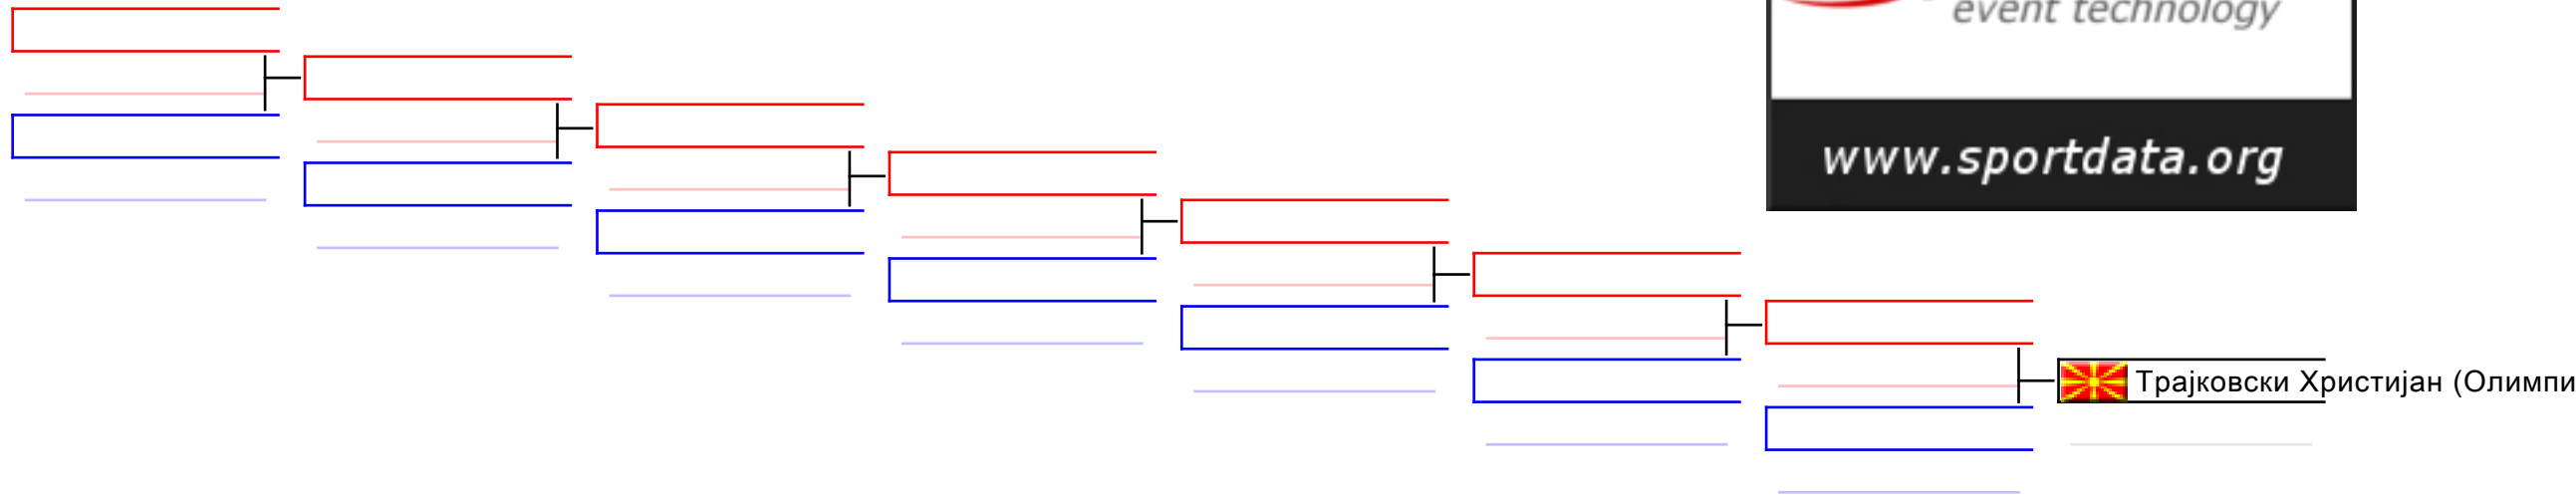 event technology
www.sportdata.org
Трајковски Христијан (Олимпи